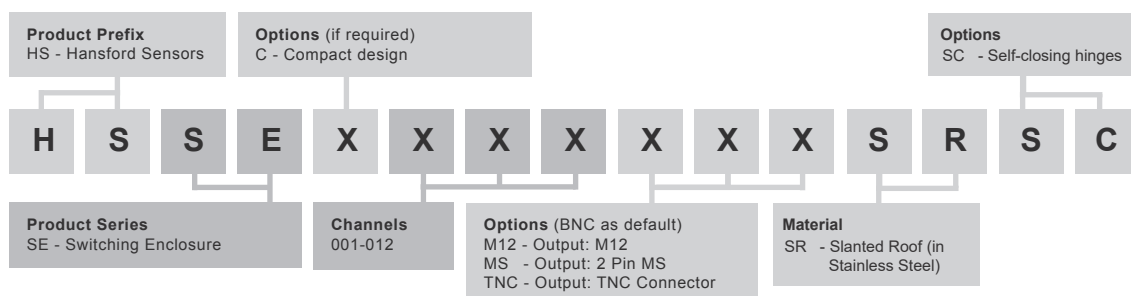 Product Prefix
HS - Hansford Sensors
Options (if required)
C - Compact design
Options
SC - Self-closing hinges
H S S E X X X X X X X S R S C
Product Series
SE - Switching Enclosure
Channels
001-012
Options (BNC as default)
M12 - Output: M12
MS - Output: 2 Pin MS
TNC - Output: TNC Connector
Material
SR - Slanted Roof (in
Stainless Steel)